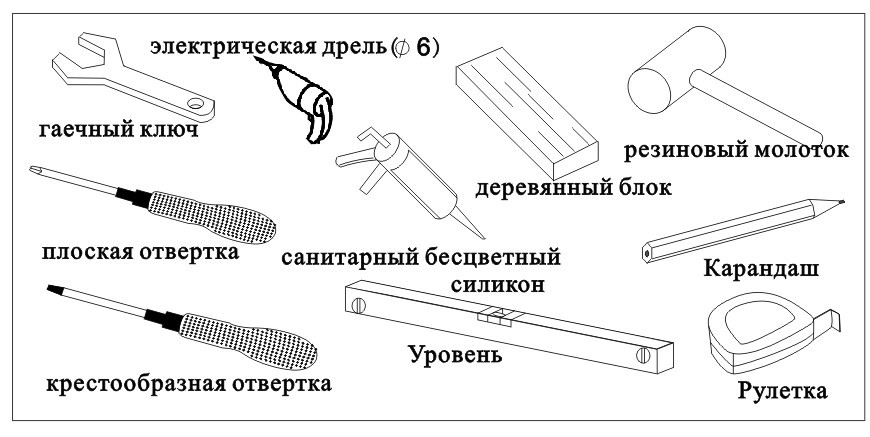 электрическая дрель(∅ 6)
гаечный ключ
резиновый молоток
деревянный блок
плоская отвертка
санитарный бесцветный
силикон
Карандаш
Уровень
крестообразная отвертка
Рулетка